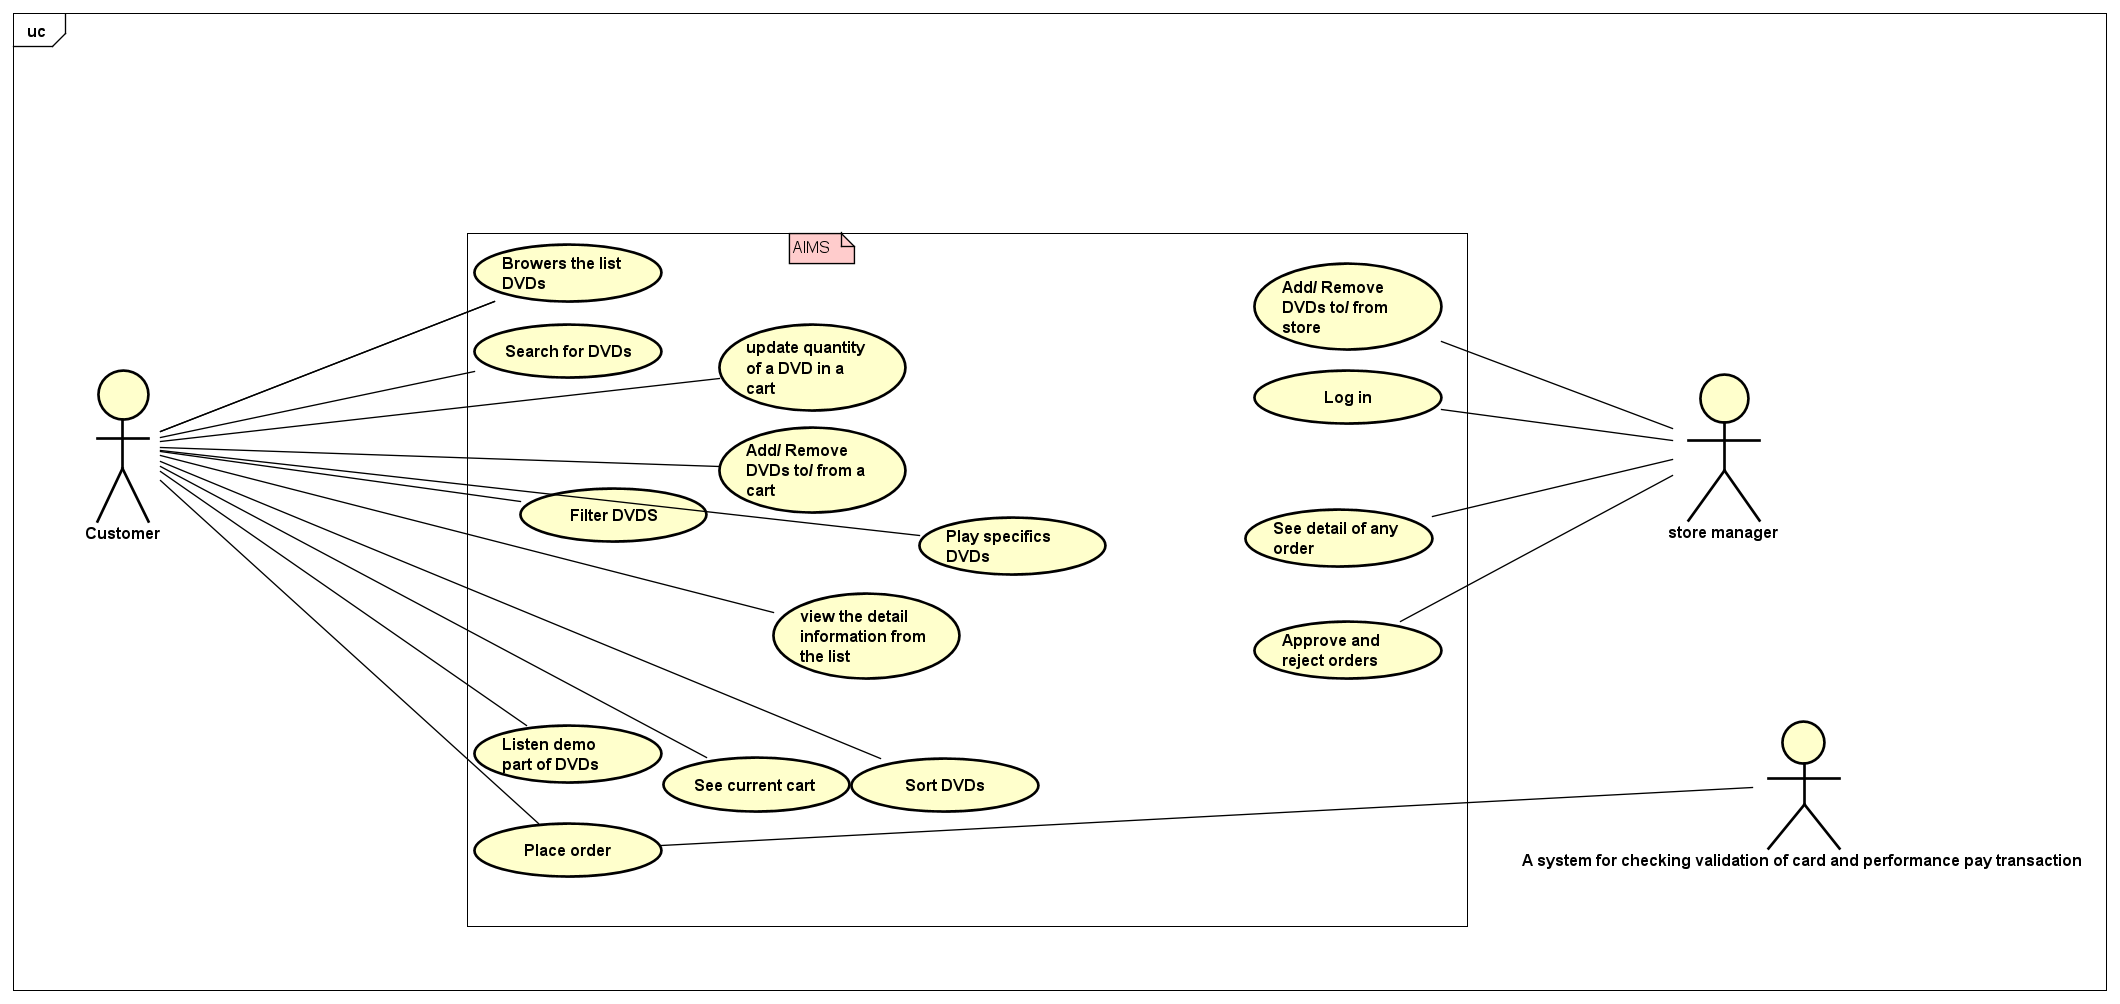 uc
AIMS
Browers the list
DVDs
Search for DVDs
update quantity
of a DVD in a
cart
Add/ Remove
DVDs to/ from a
cart
Filter DVDS
Play specifics
DVDs
view the detail
information from
the list
Listen demo
part of DVDs
See current cart
Sort DVDs
Place order
Add/ Remove
DVDs to/ from
store
Log in
See detail of any
order
Approve and
reject orders
Customer
store manager
A system for checking validation of card and performance pay transaction